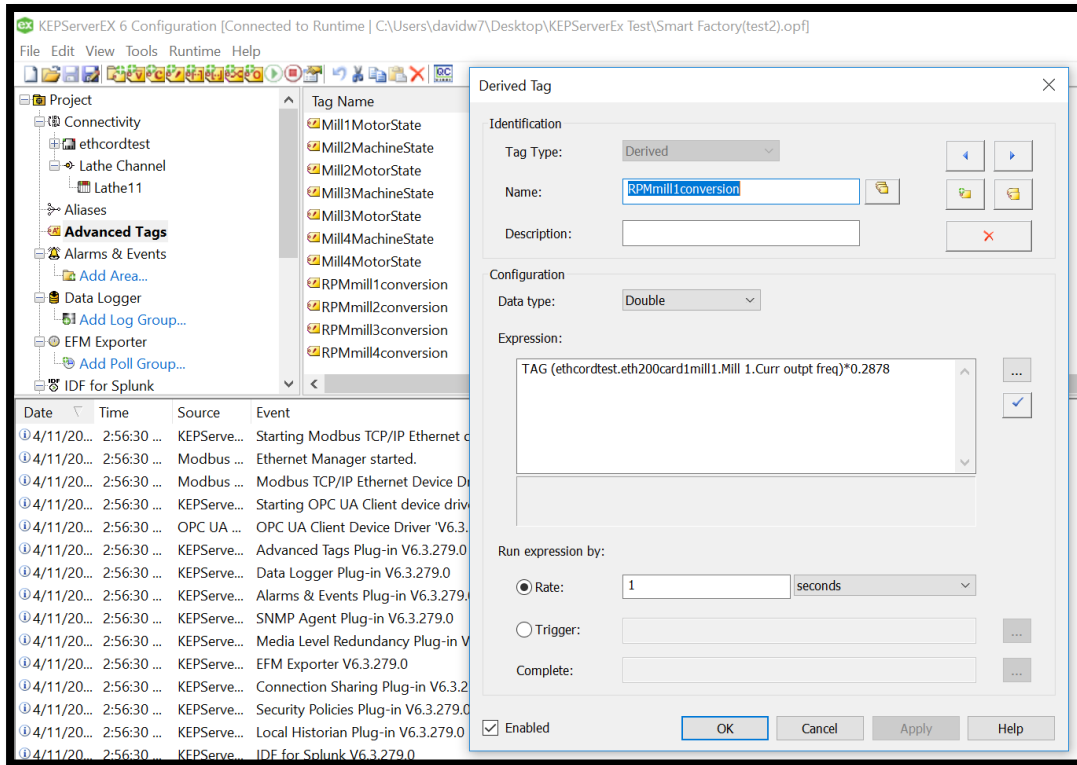 KEPServerEX 6 Configuration [Connected to Runtime | C:\Users\davidw7\Desktop\KEPServerEx Test\Smart Factory(test2).opf]
File Edit View Tools Runtime Help
Project
Connectivity
ethcordtest
Lathe Channel
Lathe11
Aliases
Advanced Tags
Alarms & Events
Add Area...
Data Logger
Add Log Group...
EFM Exporter
Add Poll Group...
IDF for Splunk
Tag Name
Mill1MotorState
Mill2MachineState
Mill2MotorState
Mill3MachineState
Mill3MotorState
Mill4MachineState
Mill4MotorState
RPMmill1conversion
RPMmill2conversion
RPMmill3conversion
RPMmill4conversion
Derived Tag
Identification
Tag Type: Derived
Name: RPMmill1conversion
Description:
Configuration
Data type: Double
Expression:
TAG (ethcordtest.eth200card1mill1.Mill 1.Curr outpt freq)*0.2878
...
Run expression by:
Rate: 1 seconds
Trigger: ...
Complete: ...
Enabled OK Cancel Apply Help
Date Time Source Event
4/11/20... 2:56:30 ... KEPServe... Starting Modbus TCP/IP Ethernet
4/11/20... 2:56:30 ... Modbus ... Ethernet Manager started.
4/11/20... 2:56:30 ... Modbus ... Modbus TCP/IP Ethernet Device
4/11/20... 2:56:30 ... KEPServe... Starting OPC UA Client device
4/11/20... 2:56:30 ... OPC UA ... OPC UA Client Device Driver 'V6.3.
4/11/20... 2:56:30 ... KEPServe... Advanced Tags Plug-in V6.3.279.0
4/11/20... 2:56:30 ... KEPServe... Data Logger Plug-in V6.3.279.0
4/11/20... 2:56:30 ... KEPServe... Alarms & Events Plug-in V6.3.279.
4/11/20... 2:56:30 ... KEPServe... SNMP Agent Plug-in V6.3.279.0
4/11/20... 2:56:30 ... KEPServe... Media Level Redundancy Plug-in V
4/11/20... 2:56:30 ... KEPServe... EFM Exporter V6.3.279.0
4/11/20... 2:56:30 ... KEPServe... Connection Sharing Plug-in V6.3.2
4/11/20... 2:56:30 ... KEPServe... Security Policies Plug-in V6.3.279.0
4/11/20... 2:56:30 ... KEPServe... Local Historian Plug-in V6.3.279.0
4/11/20... 2:56:30 ... KEPServe... IDF for Splunk V6.3.279.0